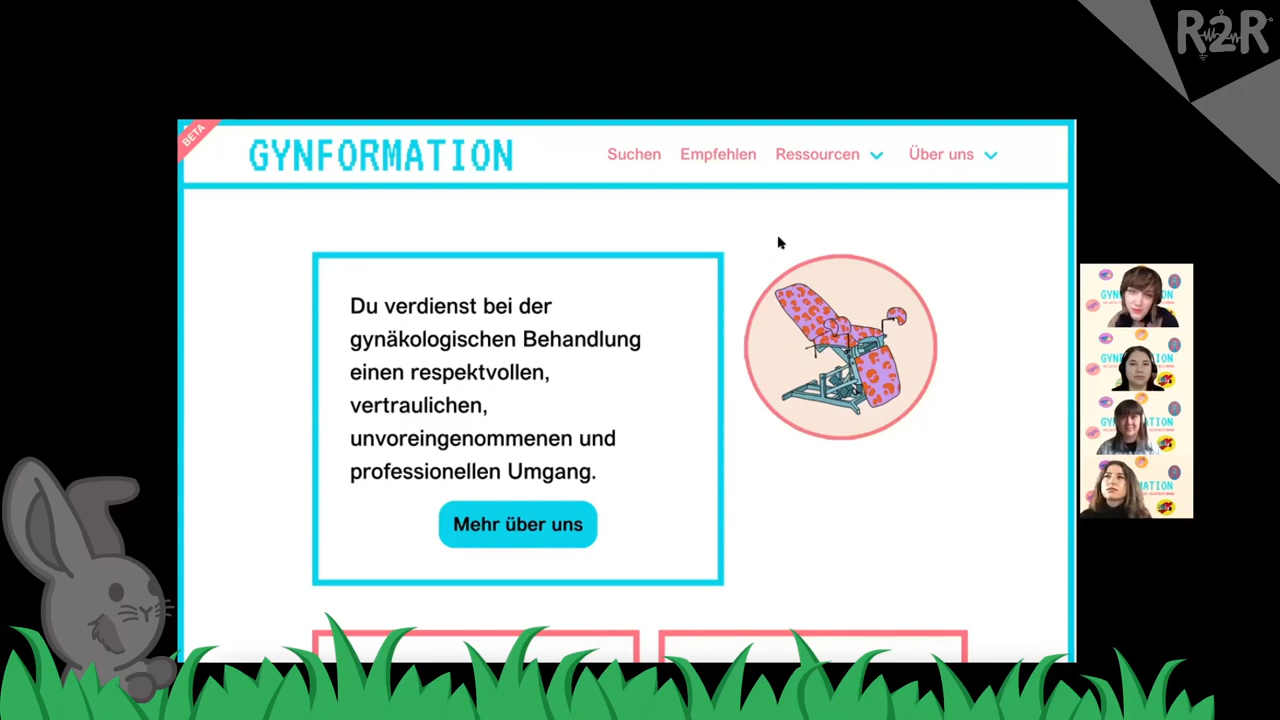 R2R
BETA
GYNFORMATION
Suchen Empfehlen Ressourcen Über uns
Du verdienst bei der
gynäkologischen Behandlung
einen respektvollen,
vertraulichen,
unvoreingenommenen und
professionellen Umgang.
Mehr über uns